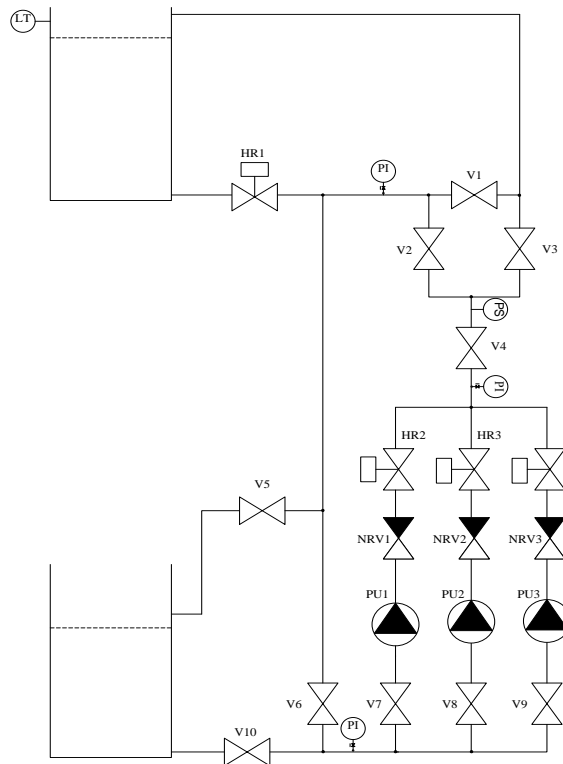 LT
HR1
PI
V1
V2
V3
PS
V4
PI
HR2
HR3
V5
NRV1
NRV2
NRV3
PU1
PU2
PU3
V6
V7
V8
V9
V10
PI